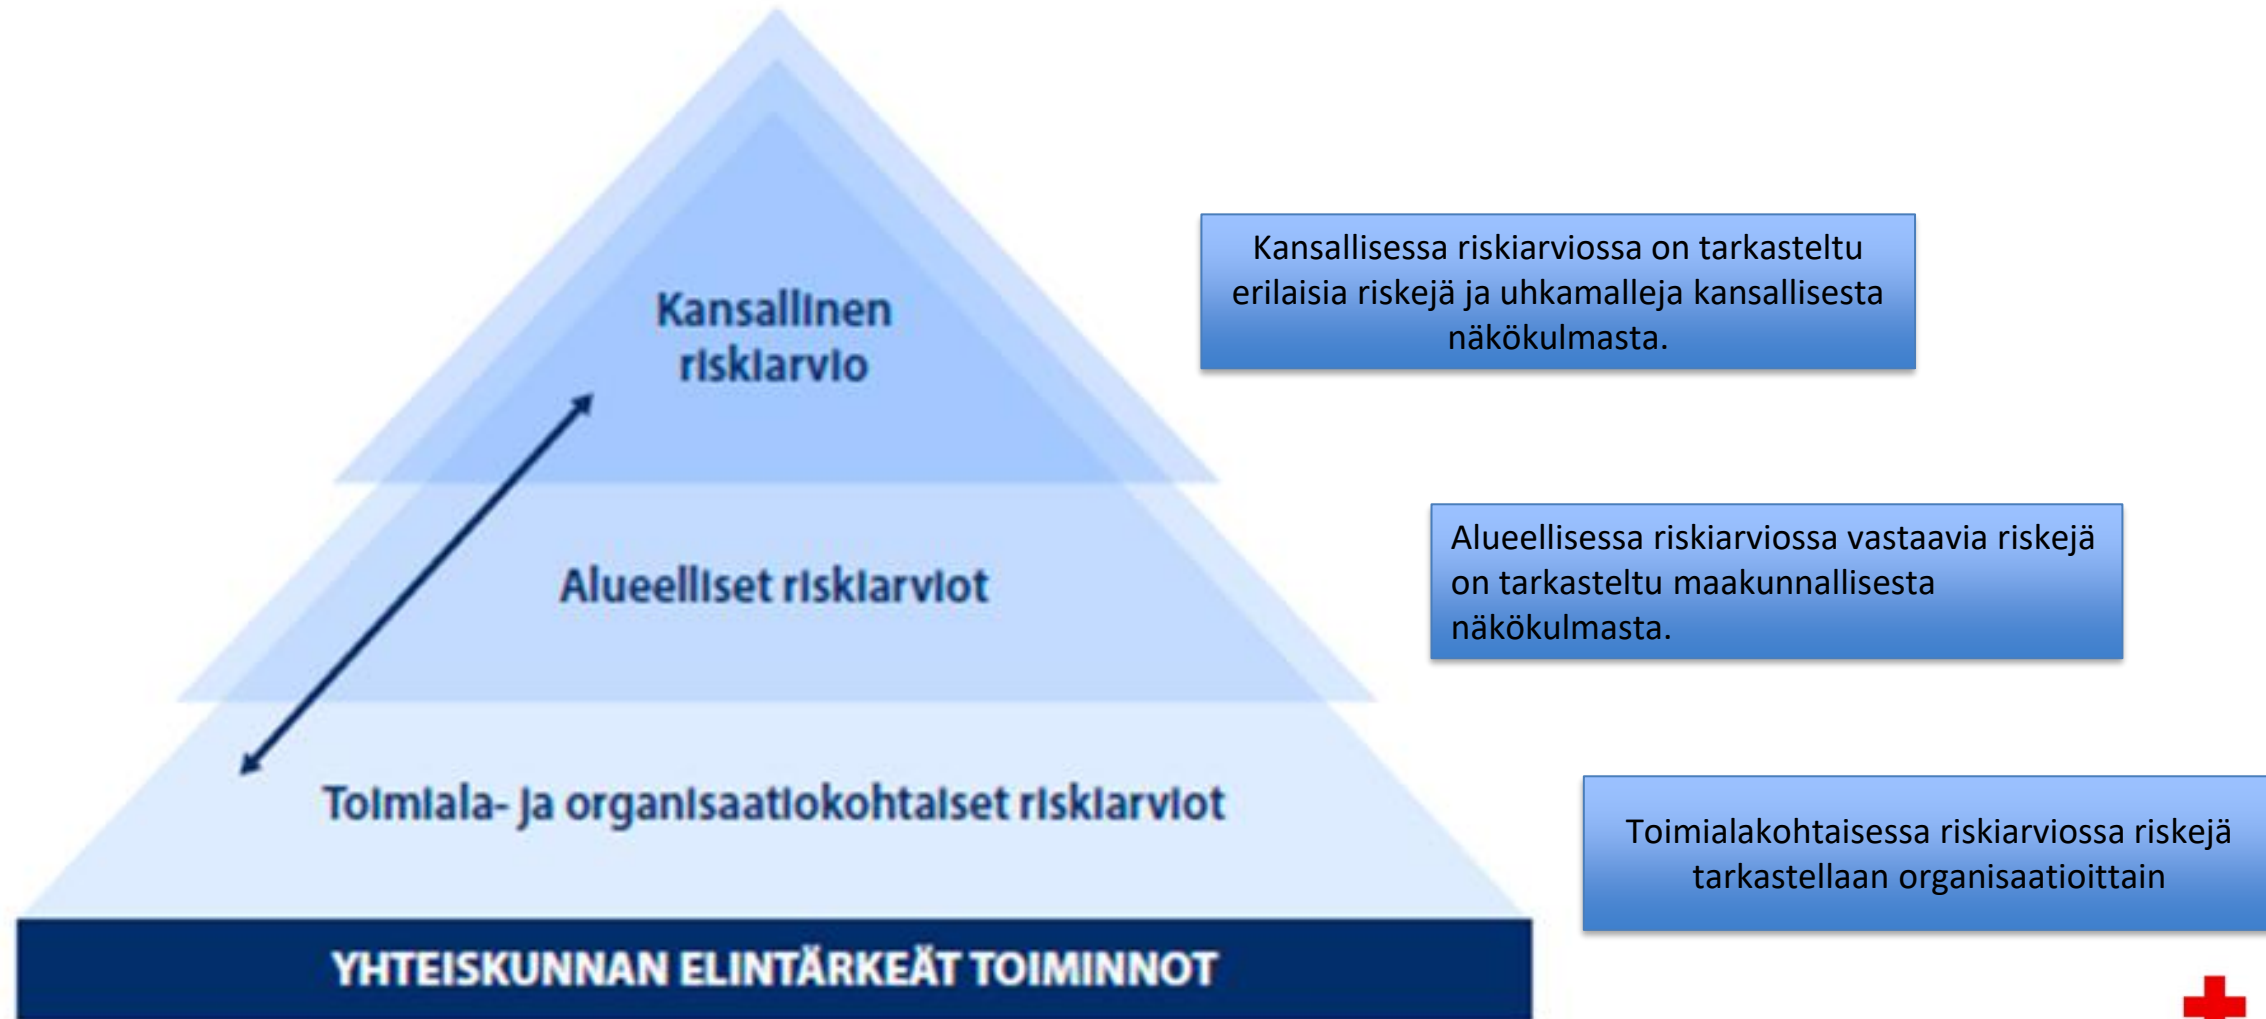 Kansallinen
riskiarvio
Kansallisessa riskiarviossa on tarkasteltu
erilaisia riskejä ja uhkamalleja kansallisesta
näkökulmasta.
Alueelliset riskiarviot
Alueellisessa riskiarviossa vastaavia riskejä
on tarkasteltu maakunnallisesta
näkökulmasta.
Toimiala- ja organisaatiokohtaiset riskiarviot
Toimialakohtaisessa riskiarviossa riskejä
tarkastellaan organisaatioittain
YHTEISKUNNAN ELINTÄRKEÄT TOIMINNOT